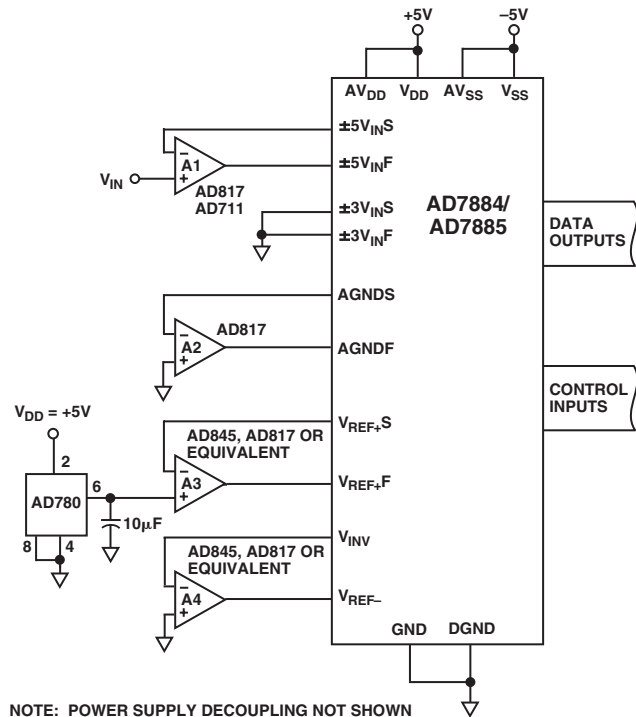 +5V
–5V
AVDD
VDD
AVSS
VSS
±5VINS
±5VINF
±3VINS
±3VINF
VIN
−
A1
+
AD817
AD711
AD7884/
AD7885
DATA
OUTPUTS
AGNDS
AGNDF
−
A2
+
AD817
CONTROL
INPUTS
VDD = +5V
2
AD780
6
8
4
10μF
AD845, AD817 OR
EQUIVALENT
−
A3
+
VREF+S
VREF+F
AD845, AD817 OR
EQUIVALENT
−
A4
+
VINV
VREF–
GND
DGND
NOTE: POWER SUPPLY DECOUPLING NOT SHOWN